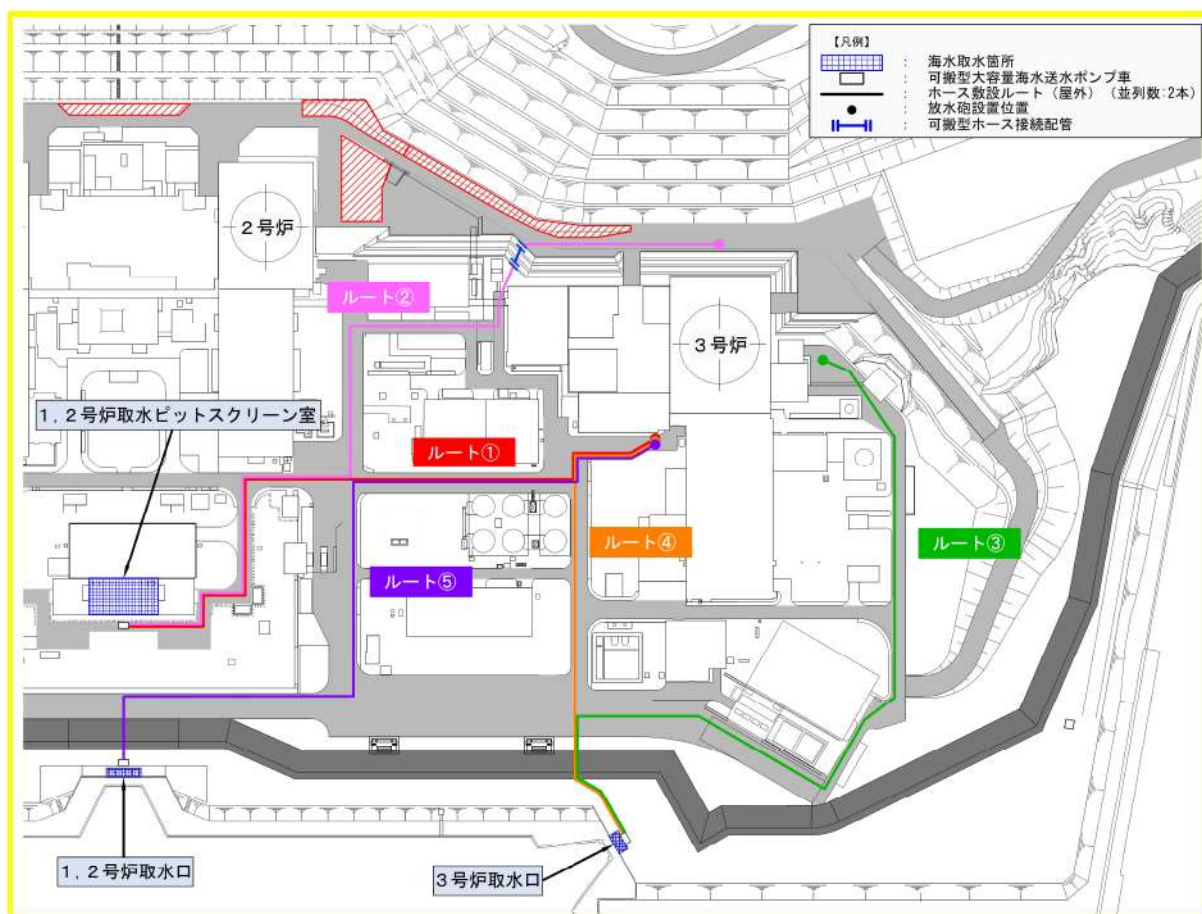 【凡例】
： 海水取水箇所
： 可搬型大容量海水送水ポンプ車
： ホース敷設ルート（屋外）（並列数:2本）
： 放水砲設置位置
： 可搬型ホース接続配管
２号炉
ルート②
３号炉
１,２号炉取水ピットスクリーン室
ルート①
ルート④
ルート③
ルート⑤
１,２号炉取水口
３号炉取水口